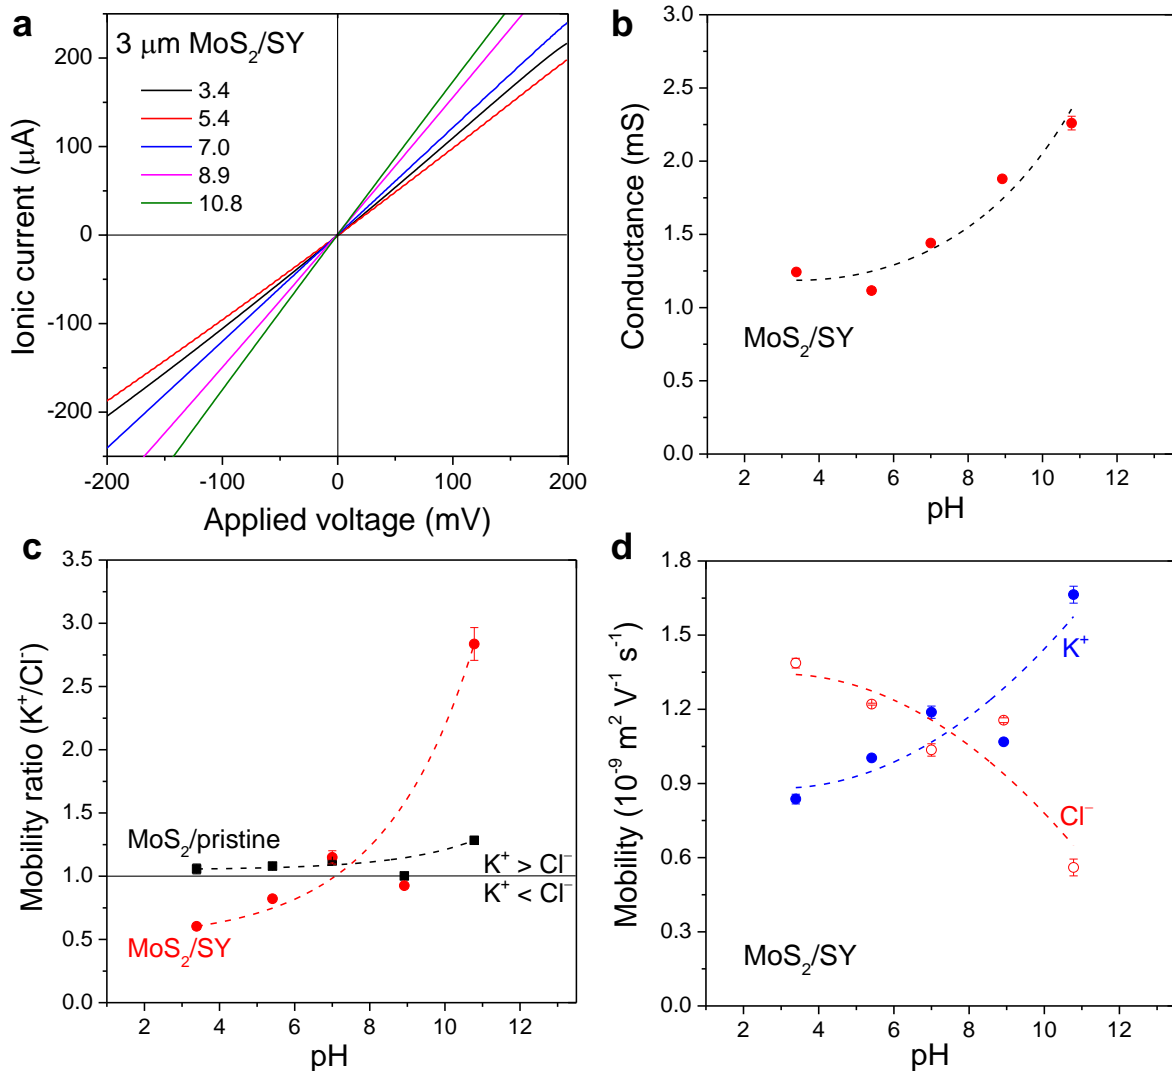 a
3 μm MoS₂/SY
3.4
5.4
7.0
8.9
10.8
200
100
0
-100
-200
-200
-100
0
100
200
Ionic current (μA)
Applied voltage (mV)
b
3.0
2.5
2.0
1.5
1.0
0.5
0.0
MoS₂/SY
2
4
6
8
10
12
Conductance (mS)
pH
c
3.5
3.0
2.5
2.0
1.5
1.0
0.5
0.0
MoS₂/pristine
K⁺ > Cl⁻
K⁺ < Cl⁻
MoS₂/SY
2
4
6
8
10
12
Mobility ratio (K⁺/Cl⁻)
pH
d
1.8
1.5
1.2
0.9
0.6
0.3
0.0
K⁺
Cl⁻
MoS₂/SY
2
4
6
8
10
12
Mobility (10⁻⁹ m² V⁻¹ s⁻¹)
pH